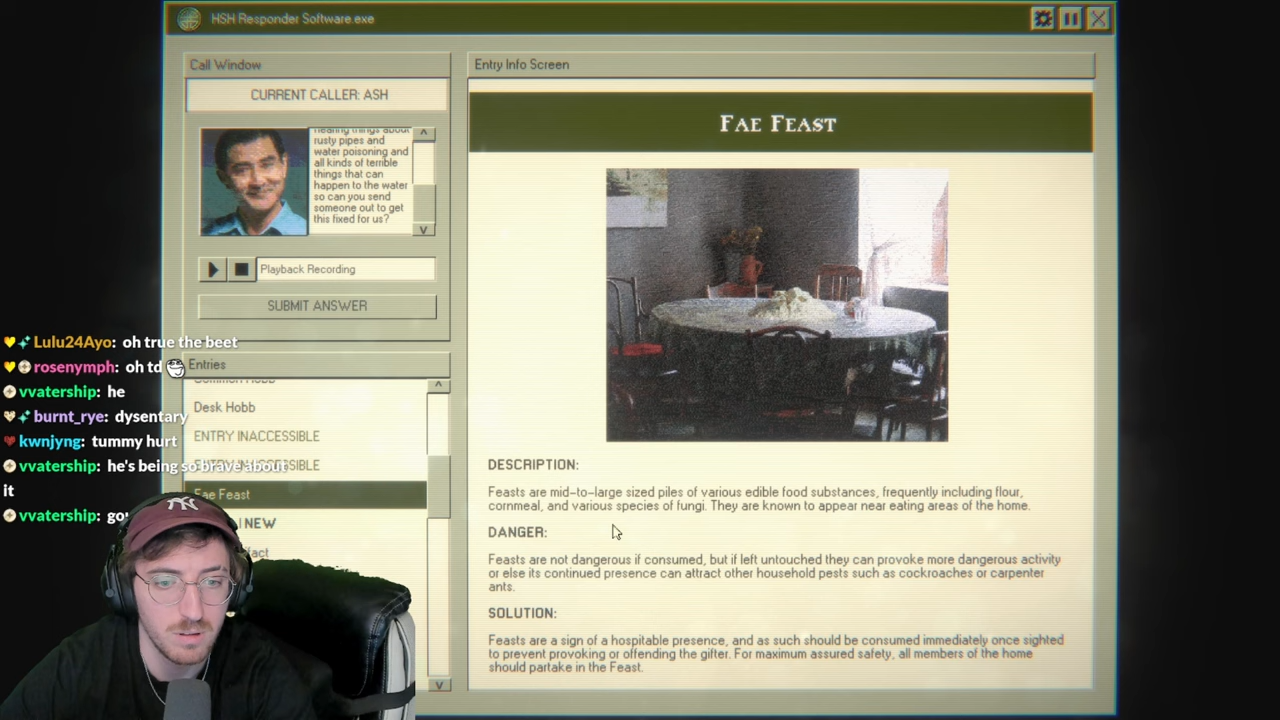 HSH Responder Software.exe
Call Window
CURRENT CALLER: ASH
hearing things about
rusty pipes and
water poisoning and
all kinds of terrible
things that can
happen to the water
so can you send
someone out to get
this fixed for us?
Playback Recording
SUBMIT ANSWER
Entries
Common Hobb
Desk Hobb
ENTRY INACCESSIBLE
ENTRY INACCESSIBLE
Fae Feast
NEW
Entry Info Screen
FAE FEAST
DESCRIPTION:
Feasts are mid-to-large sized piles of various edible food substances, frequently including flour,
cornmeal, and various species of fungi. They are known to appear near eating areas of the home.
DANGER:
Feasts are not dangerous if consumed, but if left untouched they can provoke more dangerous activity
or else its continued presence can attract other household pests such as cockroaches or carpenter
ants.
SOLUTION:
Feasts are a sign of a hospitable presence, and as such should be consumed immediately once sighted
to prevent provoking or offending the gifter. For maximum assured safety, all members of the home
should partake in the Feast.
Lulu24Ayo: oh true the beet
rosenymph: oh td
vvatership: he
burnt_rye: dysentary
kwnjyng: tummy hurt
vvatership: he's being so brave about
it
vvatership: